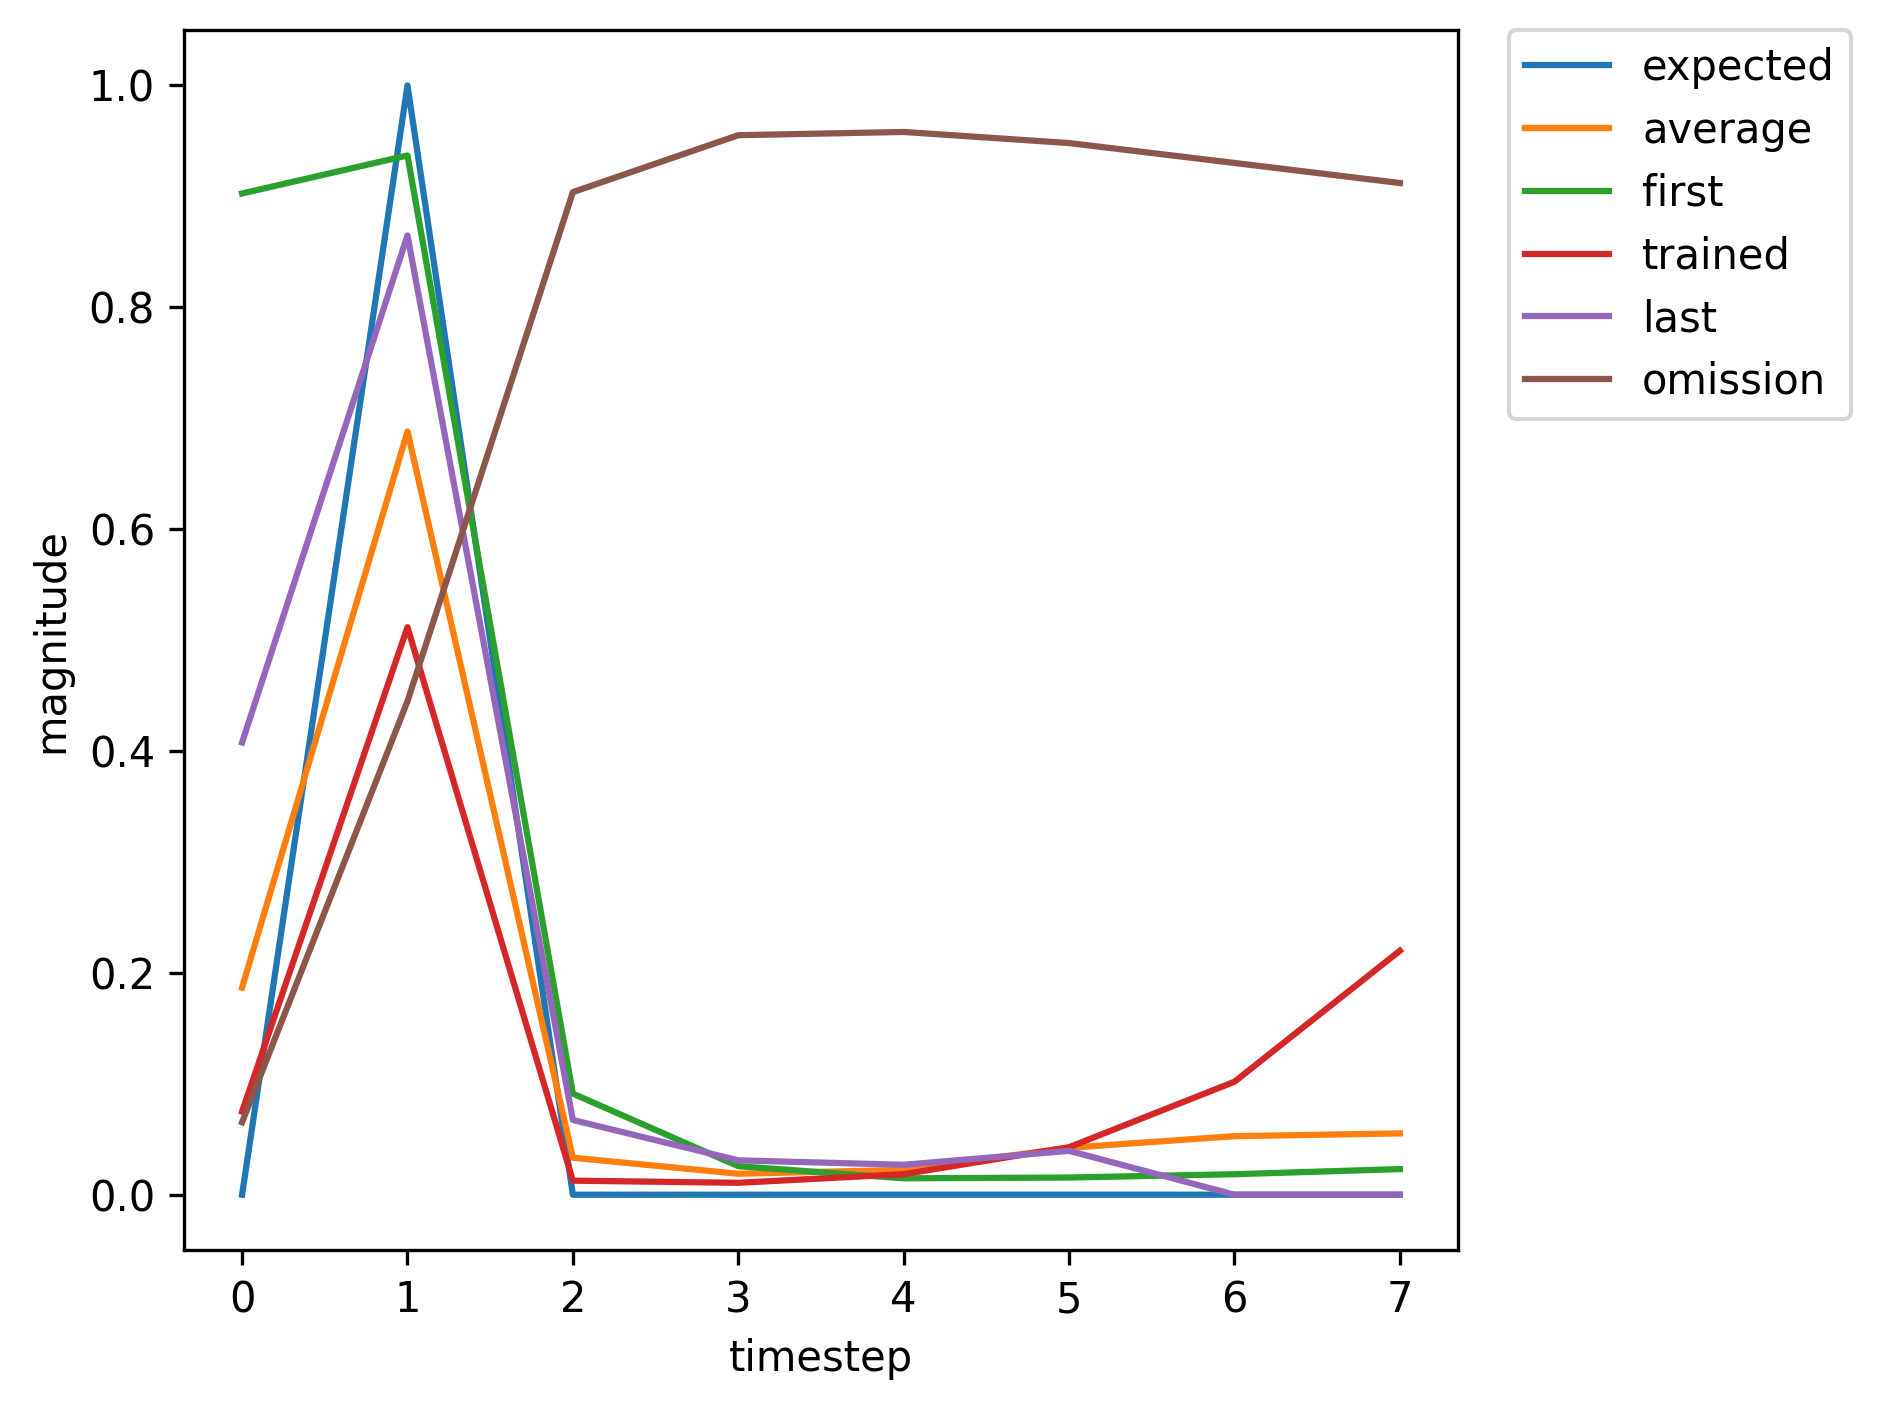 1.0
0.8
0.6
0.4
0.2
0.0
magnitude
0 1 2 3 4 5 6 7
timestep
expected
average
first
trained
last
omission